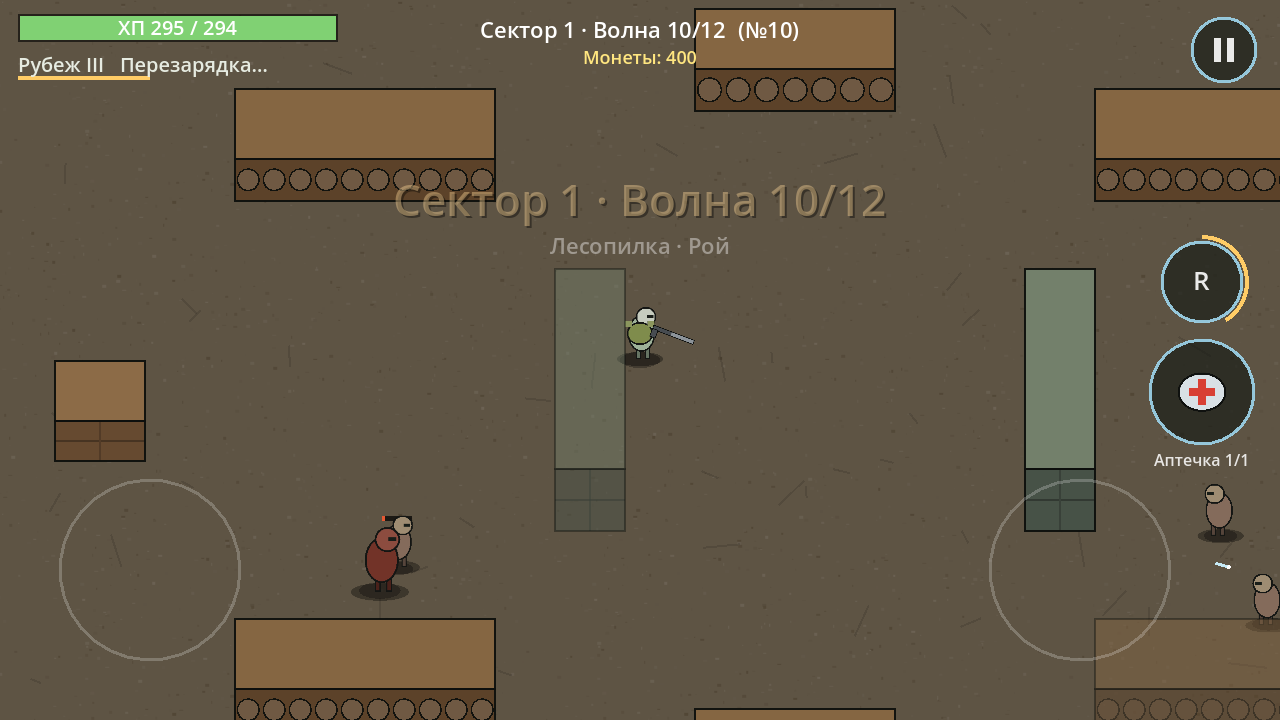 ХП 295 / 294
Сектор 1 · Волна 10/12 (№10)
Монеты: 400
Рубеж III Перезарядка...
Сектор 1 · Волна 10/12
Лесопилка · Рой
R
Аптечка 1/1